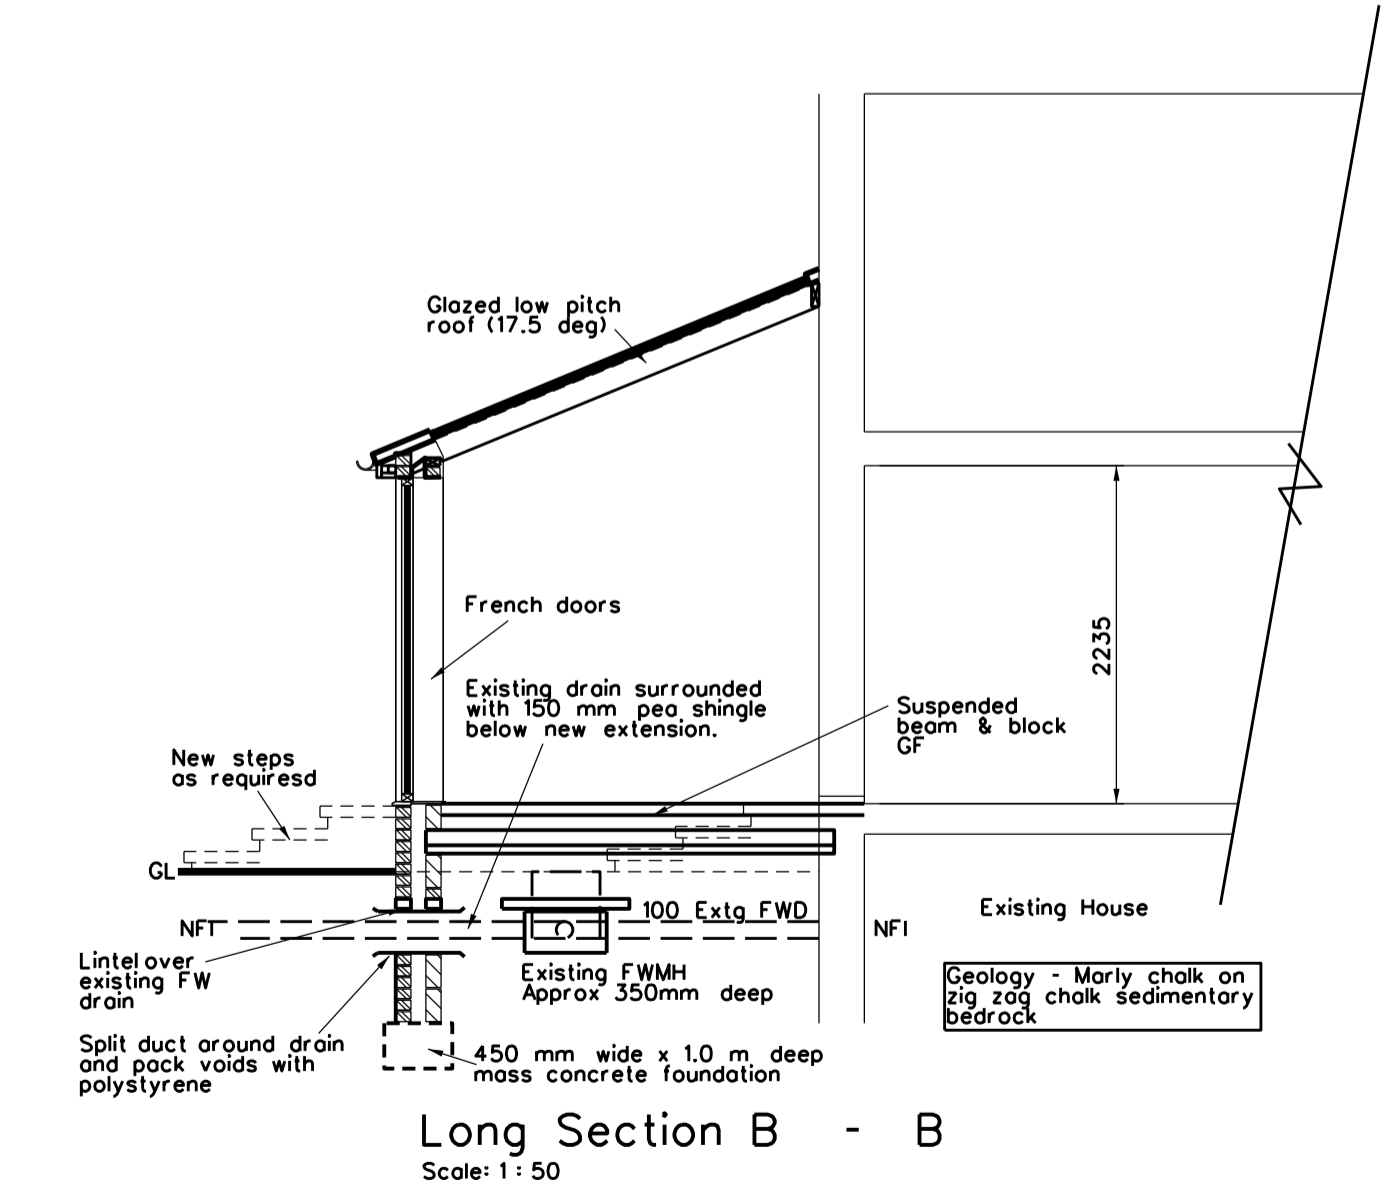 Glazed low pitch
roof (17.5 deg)
French doors
2235
Existing drain surrounded
with 150 mm pea shingle
below new extension.
Suspended
beam & block
GF
New steps
as requiresd
GL
100 Extg FWD
Existing House
NFI
NFI
Lintel over
existing FW
drain
Existing FWMH
Approx 350mm deep
Geology - Marly chalk on
zig zag chalk sedimentary
bedrock
Split duct around drain
and pack voids with
polystyrene
450 mm wide x 1.0 m deep
mass concrete foundation
Long Section B - B
Scale: 1 : 50